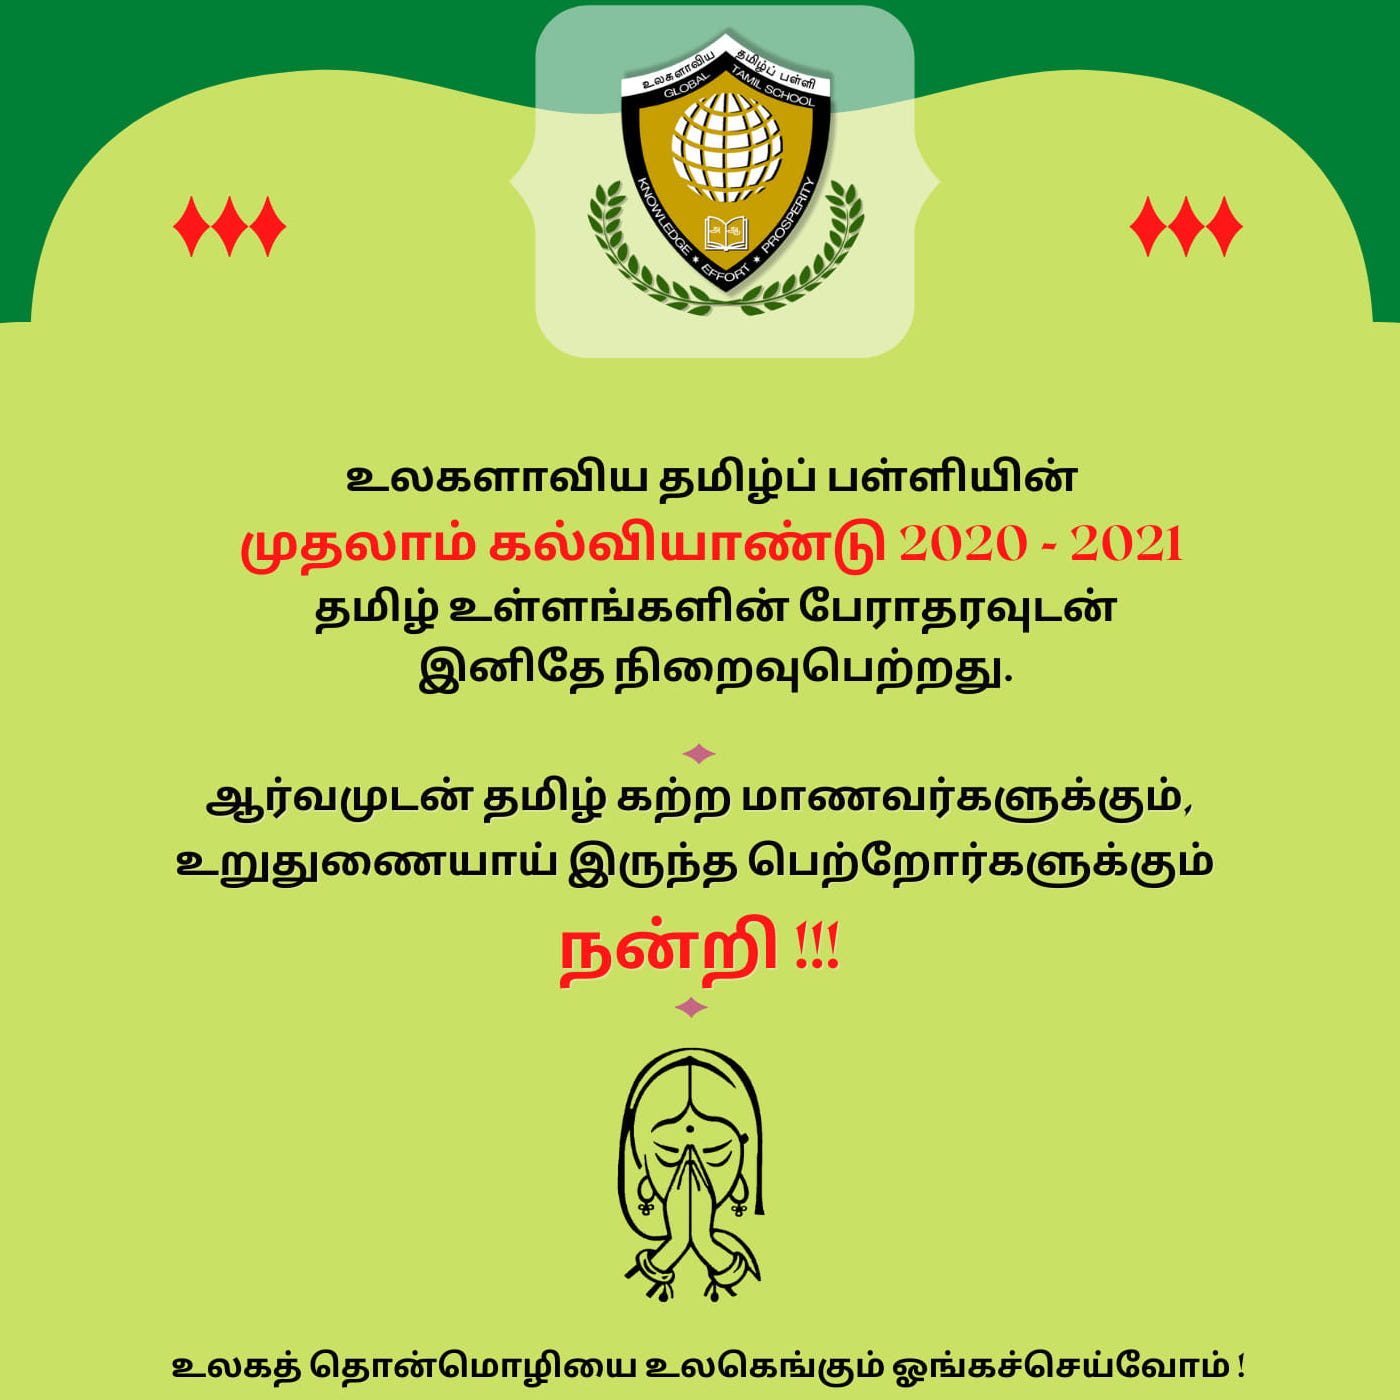 உலகளாவிய தமிழ்ப் பள்ளி
GLOBAL TAMIL SCHOOL
அ ஆ
KNOWLEDGE ★ EFFORT ★ PROSPERITY
உலகளாவிய தமிழ்ப் பள்ளியின்
முதலாம் கல்வியாண்டு 2020 - 2021
தமிழ் உள்ளங்களின் பேராதரவுடன்
இனிதே நிறைவுபெற்றது.
ஆர்வமுடன் தமிழ் கற்ற மாணவர்களுக்கும்,
உறுதுணையாய் இருந்த பெற்றோர்களுக்கும்
நன்றி !!!
உலகத் தொன்மொழியை உலகெங்கும் ஓங்கச்செய்வோம் !